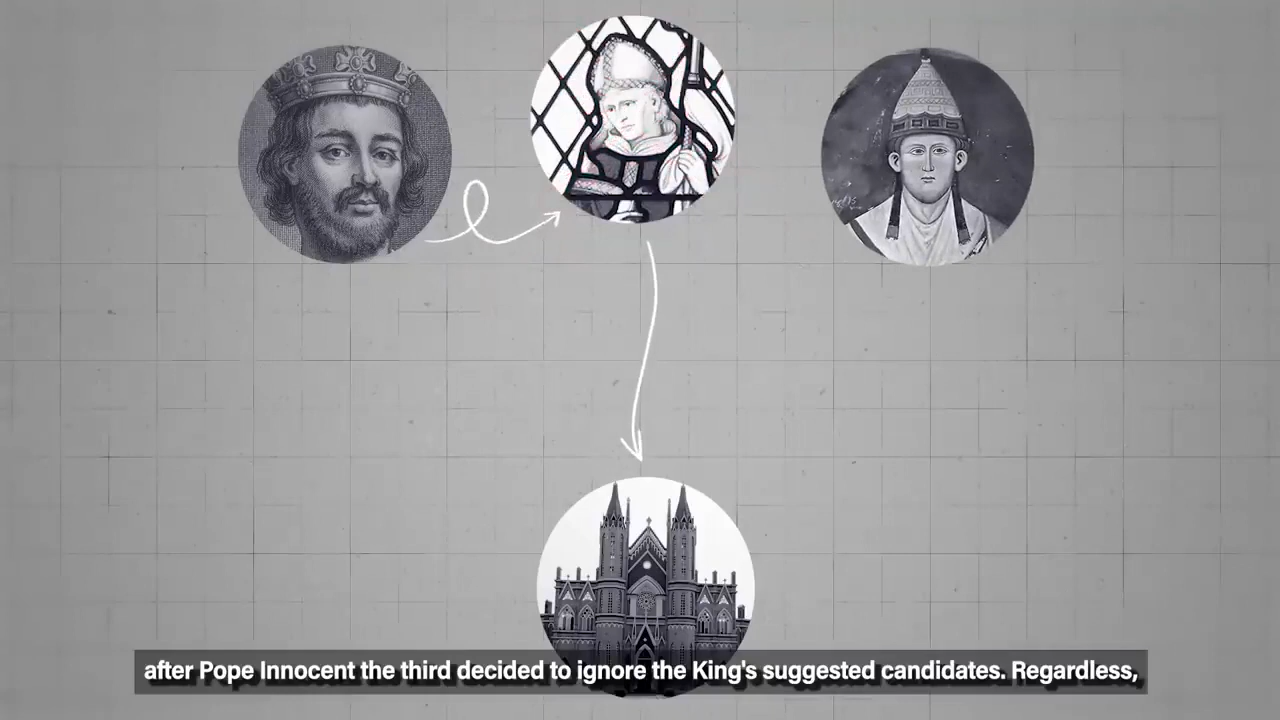 after Pope Innocent the third decided to ignore the King's suggested candidates. Regardless,